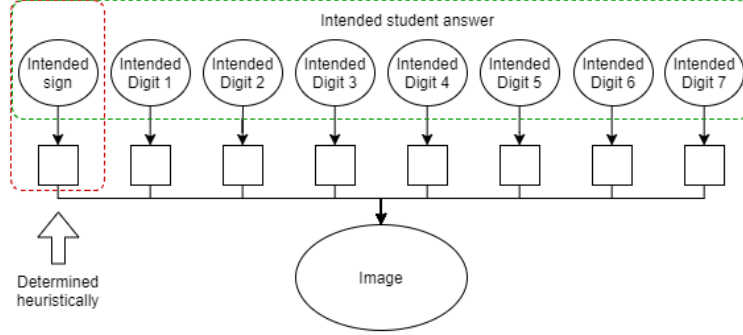 Intended student answer
Intended
sign
Intended
Digit 1
Intended
Digit 2
Intended
Digit 3
Intended
Digit 4
Intended
Digit 5
Intended
Digit 6
Intended
Digit 7
Image
Determined
heuristically